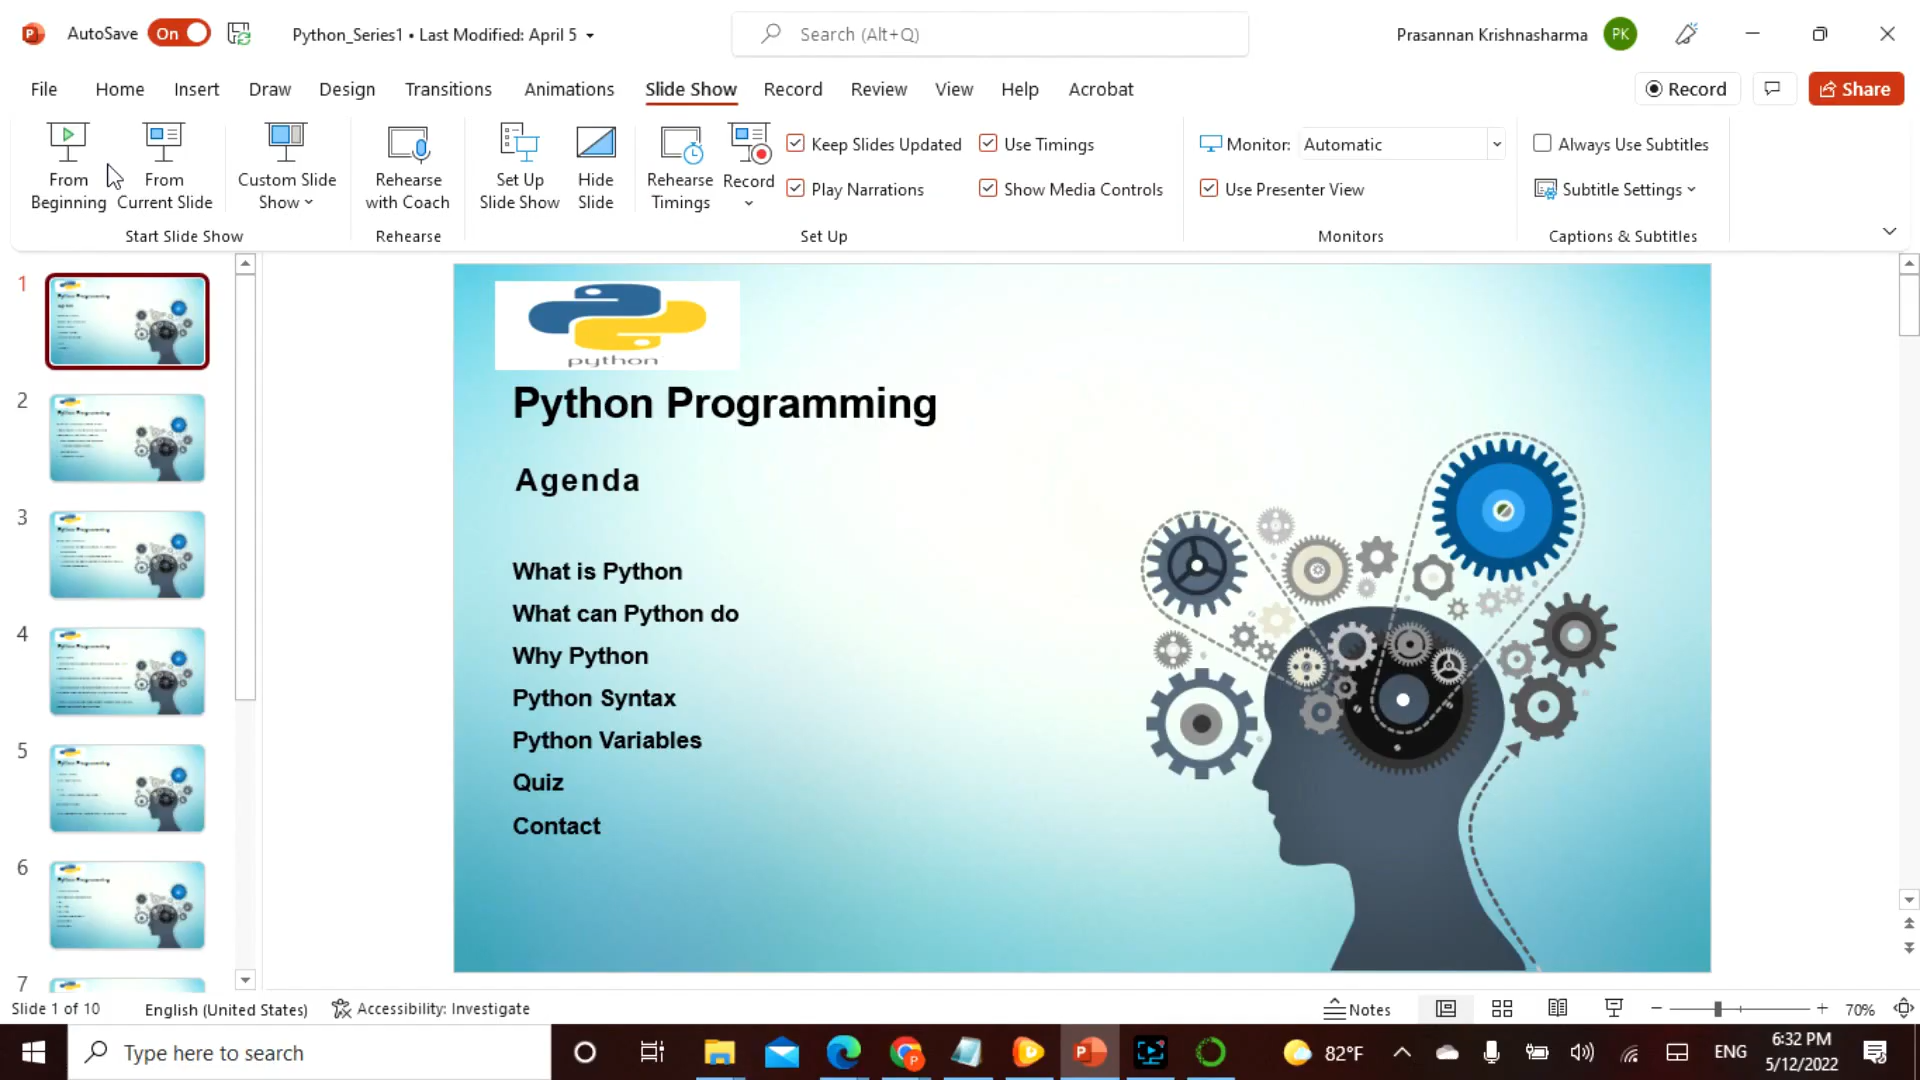 AutoSave On Python_Series1 • Last Modified: April 5 Search (Alt+Q) Prasannan Krishnasharma PK
File Home Insert Draw Design Transitions Animations Slide Show Record Review View Help Acrobat Record Share
From Beginning
From Current Slide
Custom Slide Show
Rehearse with Coach
Set Up Slide Show
Hide Slide
Rehearse Timings
Record
Keep Slides Updated
Use Timings
Play Narrations
Show Media Controls
Monitor: Automatic
Use Presenter View
Always Use Subtitles
Subtitle Settings
Start Slide Show Rehearse Set Up Monitors Captions & Subtitles
1
2
3
4
5
6
7
python
Python Programming
Agenda
What is Python
What can Python do
Why Python
Python Syntax
Python Variables
Quiz
Contact
Slide 1 of 10 English (United States) Accessibility: Investigate Notes 70%
Type here to search 82°F ENG 6:32 PM
5/12/2022